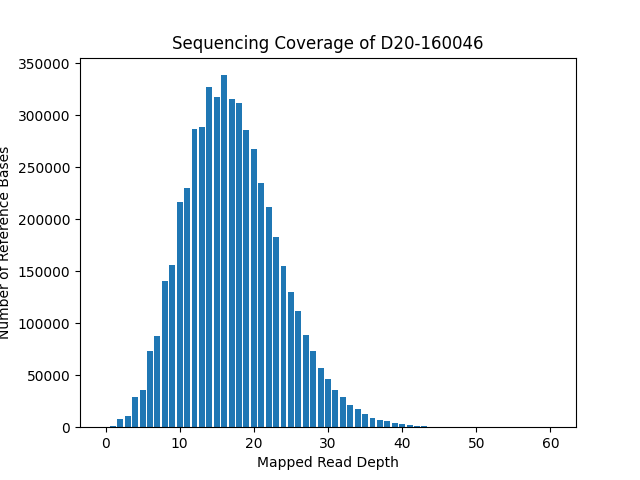 Sequencing Coverage of D20-160046
Number of Reference Bases
350000
300000
250000
200000
150000
100000
50000
0
0 10 20 30 40 50 60
Mapped Read Depth